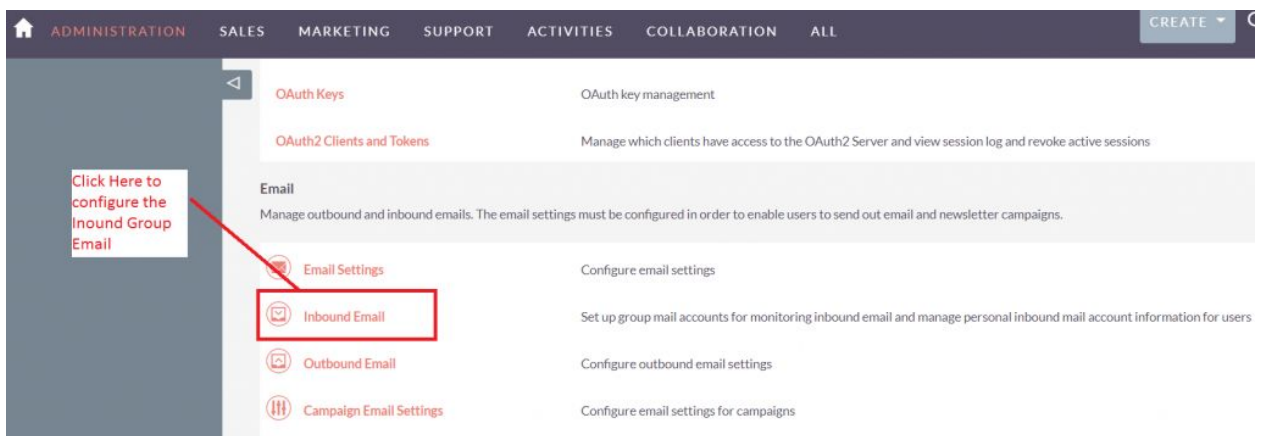 ADMINISTRATION SALES MARKETING SUPPORT ACTIVITIES COLLABORATION ALL CREATE
OAuth Keys OAuth key management
OAuth2 Clients and Tokens Manage which clients have access to the OAuth2 Server and view session log and revoke active sessions
Click Here to
configure the
Inound Group
Email
Email
Manage outbound and inbound emails. The email settings must be configured in order to enable users to send out email and newsletter campaigns.
Email Settings Configure email settings
Inbound Email Set up group mail accounts for monitoring inbound email and manage personal inbound mail account information for users
Outbound Email Configure outbound email settings
Campaign Email Settings Configure email settings for campaigns